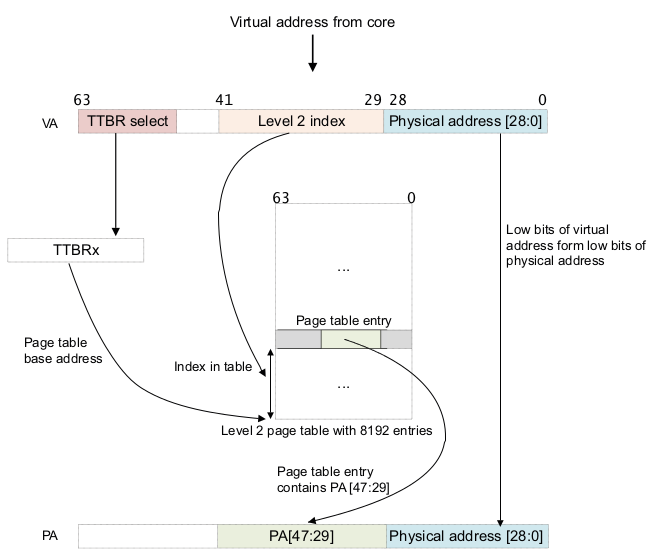 Virtual address from core
63
41
29
28
0
VA
TTBR select
Level 2 index
Physical address [28:0]
63
0
TTBRx
...
Low bits of virtual
address form low bits of
physical address
Page table entry
Page table
base address
Index in table
...
Level 2 page table with 8192 entries
Page table entry
contains PA [47:29]
PA
PA[47:29]
Physical address [28:0]